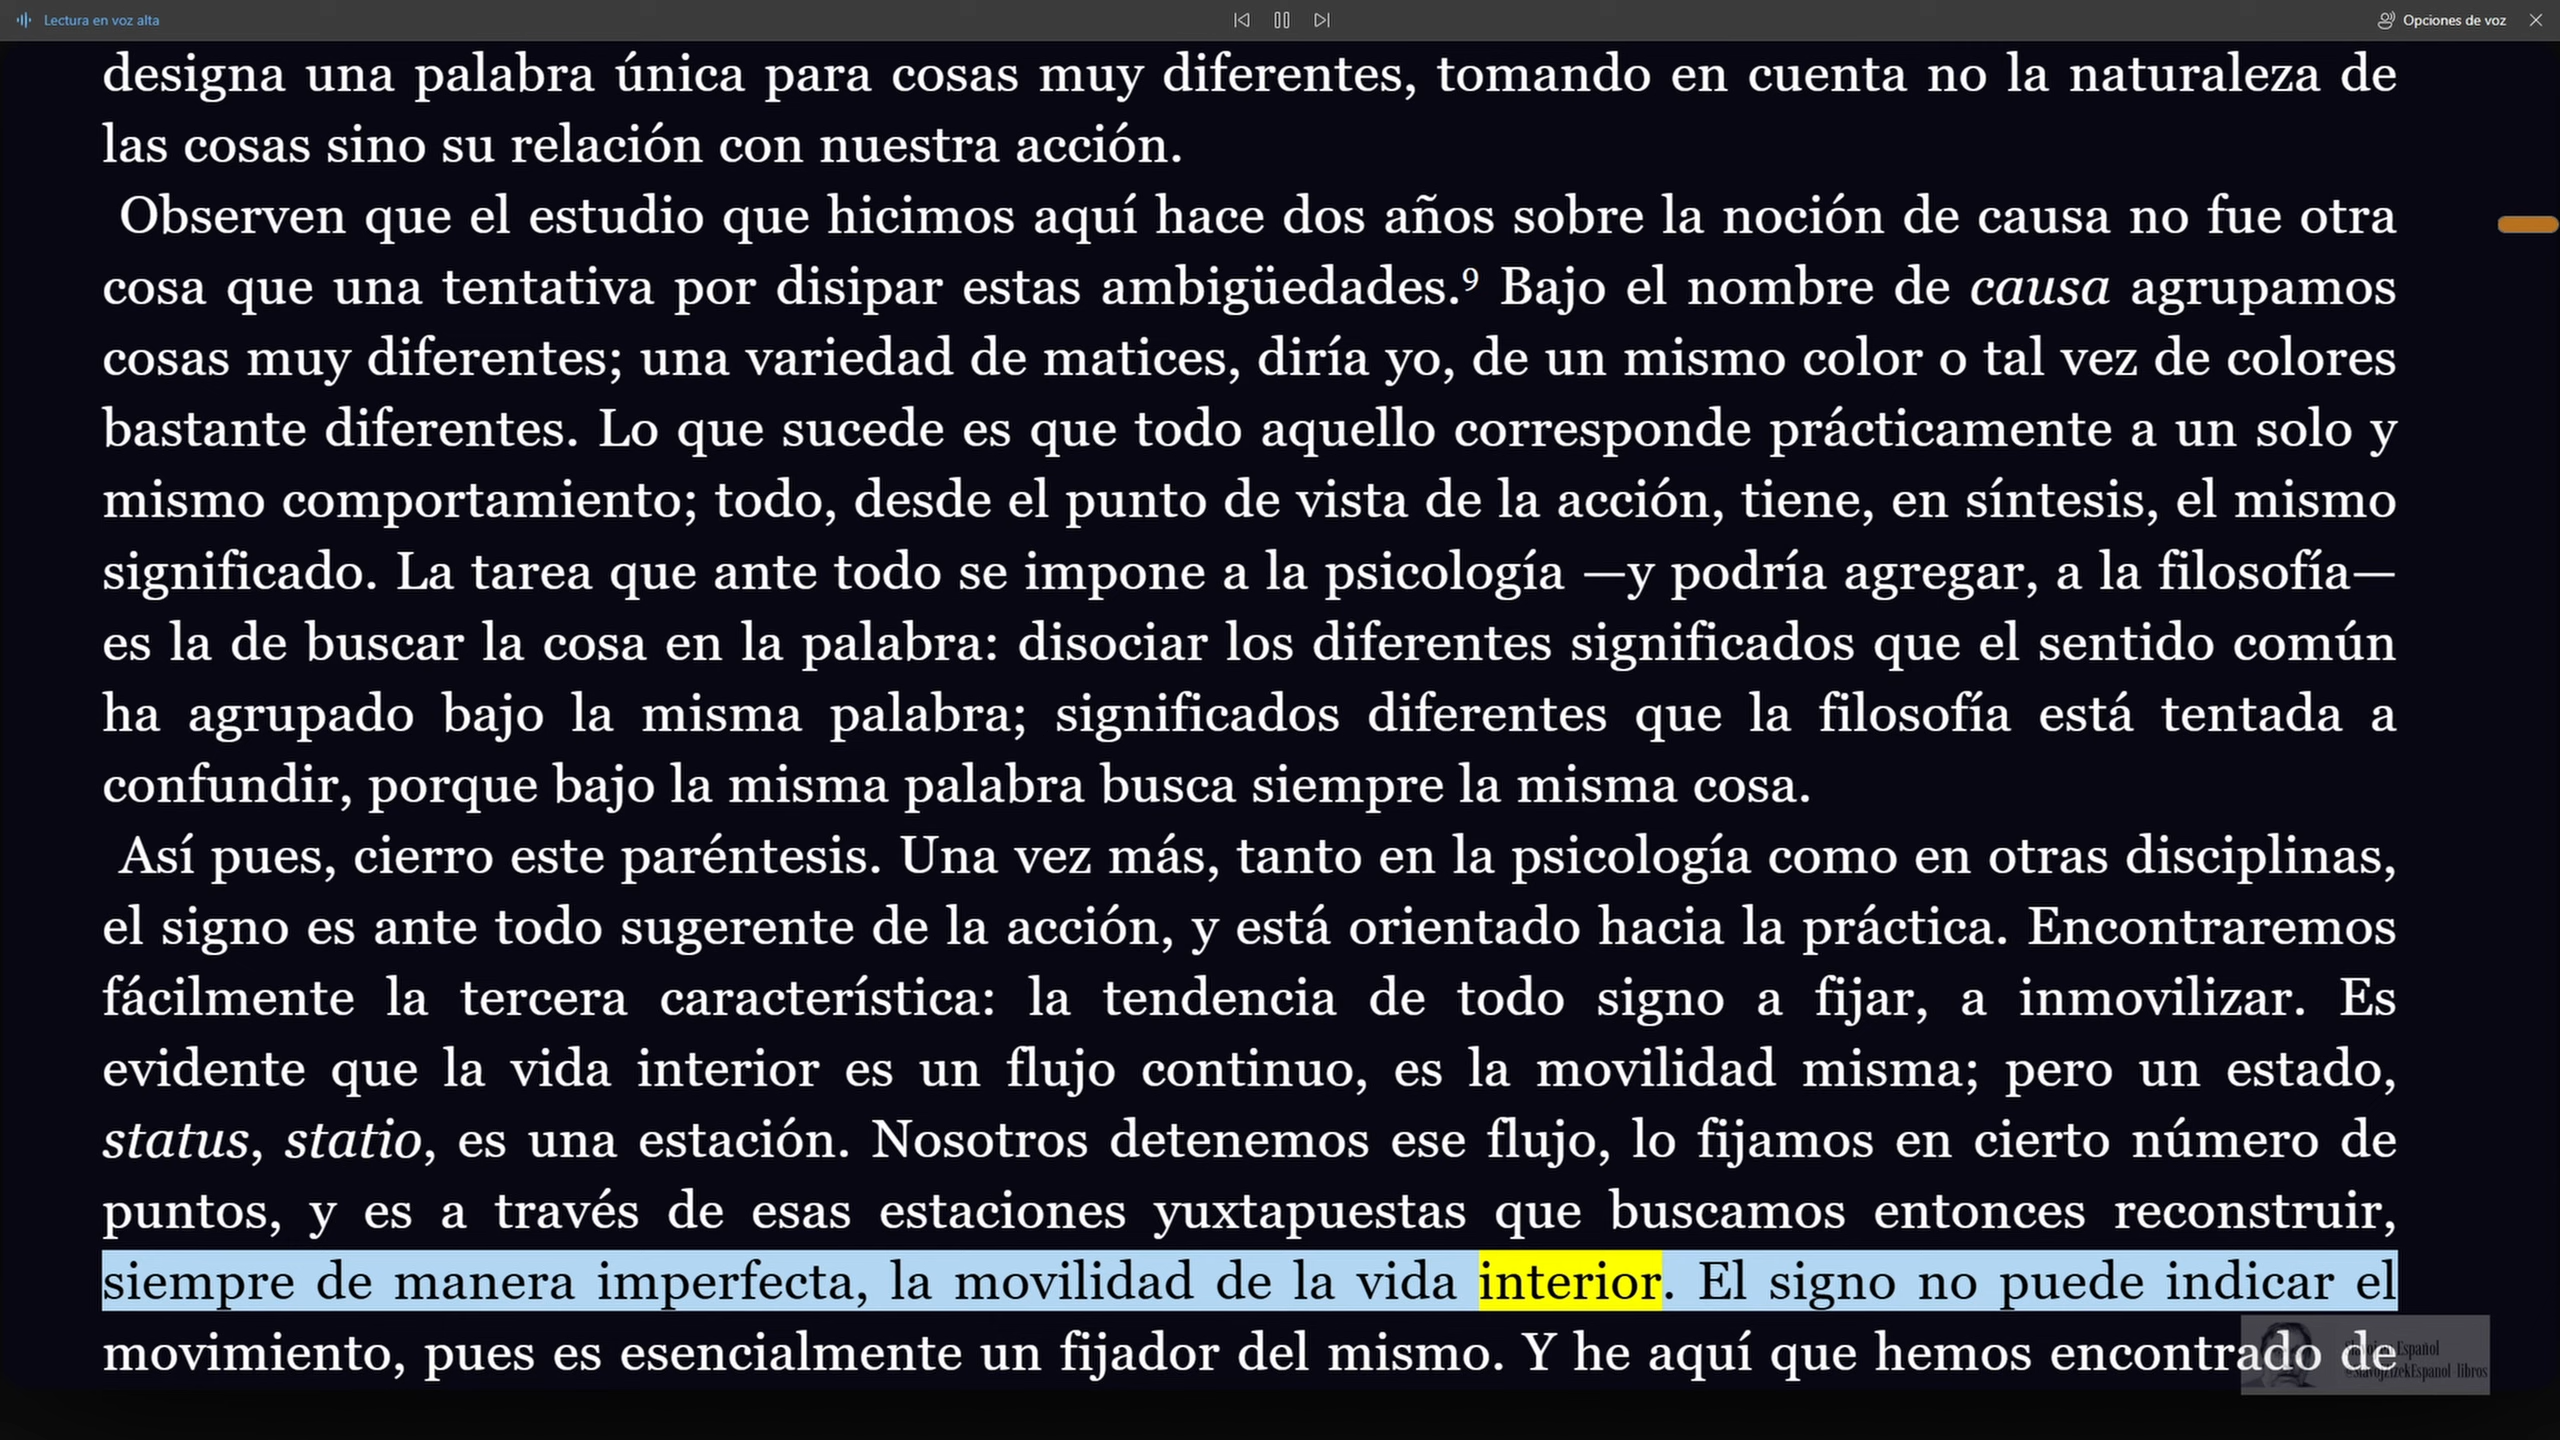 Lectura en voz alta
Opciones de voz
designa una palabra única para cosas muy diferentes, tomando en cuenta no la naturaleza de
las cosas sino su relación con nuestra acción.
Observen que el estudio que hicimos aquí hace dos años sobre la noción de causa no fue otra
cosa que una tentativa por disipar estas ambigüedades.⁹ Bajo el nombre de causa agrupamos
cosas muy diferentes; una variedad de matices, diría yo, de un mismo color o tal vez de colores
bastante diferentes. Lo que sucede es que todo aquello corresponde prácticamente a un solo y
mismo comportamiento; todo, desde el punto de vista de la acción, tiene, en síntesis, el mismo
significado. La tarea que ante todo se impone a la psicología —y podría agregar, a la filosofía—
es la de buscar la cosa en la palabra: disociar los diferentes significados que el sentido común
ha agrupado bajo la misma palabra; significados diferentes que la filosofía está tentada a
confundir, porque bajo la misma palabra busca siempre la misma cosa.
Así pues, cierro este paréntesis. Una vez más, tanto en la psicología como en otras disciplinas,
el signo es ante todo sugerente de la acción, y está orientado hacia la práctica. Encontraremos
fácilmente la tercera característica: la tendencia de todo signo a fijar, a inmovilizar. Es
evidente que la vida interior es un flujo continuo, es la movilidad misma; pero un estado,
status, statio, es una estación. Nosotros detenemos ese flujo, lo fijamos en cierto número de
puntos, y es a través de esas estaciones yuxtapuestas que buscamos entonces reconstruir,
siempre de manera imperfecta, la movilidad de la vida interior. El signo no puede indicar el
movimiento, pues es esencialmente un fijador del mismo. Y he aquí que hemos encontrado de
Español